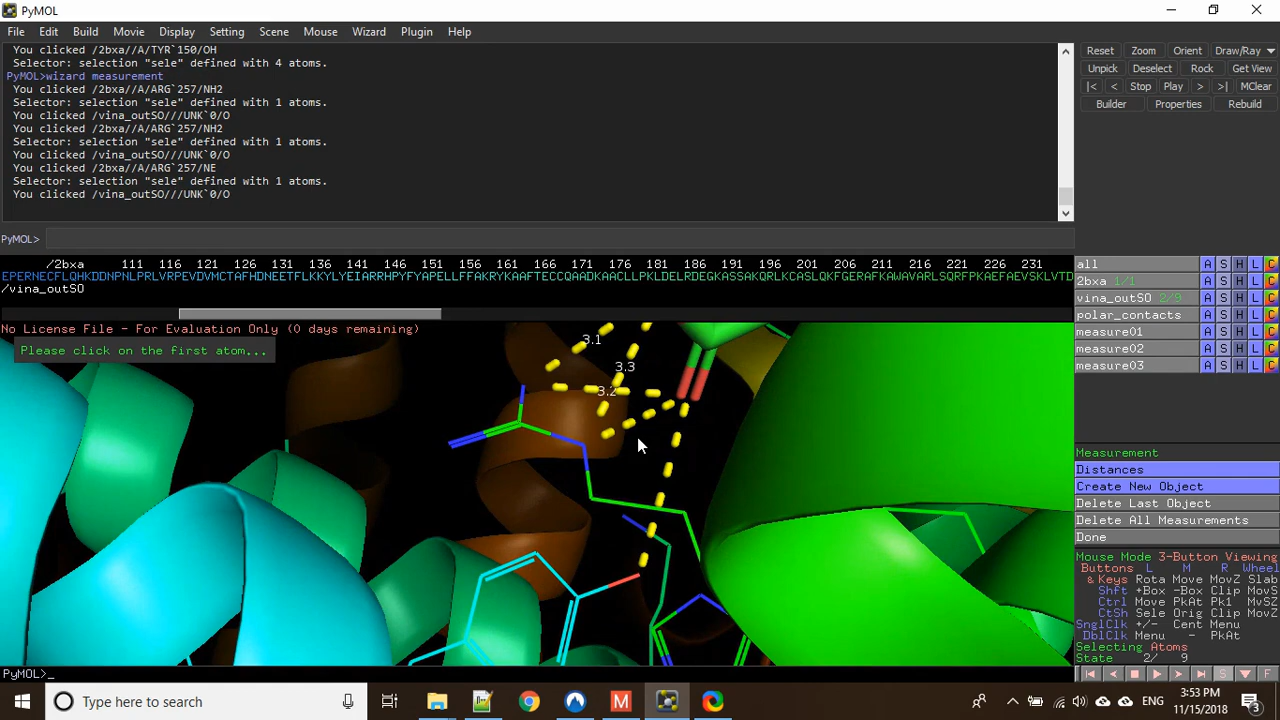 PyMOL
File Edit Build Movie Display Setting Scene Mouse Wizard Plugin Help
You clicked /2bxa//A/TYR`150/OH
Selector: selection "sele" defined with 4 atoms.
PyMOL>wizard measurement
You clicked /2bxa//A/ARG`257/NH2
Selector: selection "sele" defined with 1 atoms.
You clicked /vina_outSO///UNK`0/O
You clicked /2bxa//A/ARG`257/NH2
Selector: selection "sele" defined with 1 atoms.
You clicked /vina_outSO///UNK`0/O
You clicked /2bxa//A/ARG`257/NE
Selector: selection "sele" defined with 1 atoms.
You clicked /vina_outSO///UNK`0/O
PyMOL>
Reset Zoom Orient Draw/Ray
Unpick Deselect Rock Get View
|< < Stop Play > >| MClear
Builder Properties Rebuild
/2bxa 111 116 121 126 131 136 141 146 151 156 161 166 171 176 181 186 191 196 201 206 211 216 221 226 231
EPERNECFLQHKDDNPNLPRLVRPEVDVMCTAFHDNEETFLKKYLYEIARRHPYFYAPELLFFAKRYKAAFTECCQAADKAACLLPKLDELRDEGKASSAKQRLKCASLQKFGERAFKAWAVARLSQRFPKAEFAEVSKLVTD
/vina_outSO
No License File - For Evaluation Only (0 days remaining)
Please click on the first atom...
3.1
3.3
3.2
all A S H L C
2bxa 1/1 A S H L C
vina_outSO 2/9 A S H L C
polar_contacts A S H L C
measure01 A S H L C
measure02 A S H L C
measure03 A S H L C
Measurement
Distances
Create New Object
Delete Last Object
Delete All Measurements
Done
Mouse Mode 3-Button Viewing
Buttons L M R Wheel
& Keys Rota Move MovZ Slab
Shft +Box -Box Clip MovS
Ctrl Move PkAt Pk1 MvSZ
CtSh Sele Orig Clip MovZ
SnglClk +/- Cent Menu
DblClk Menu - PkAt
Selecting Atoms
State 2/ 9
PyMOL>_
S F
Type here to search
ENG
3:53 PM
11/15/2018
3